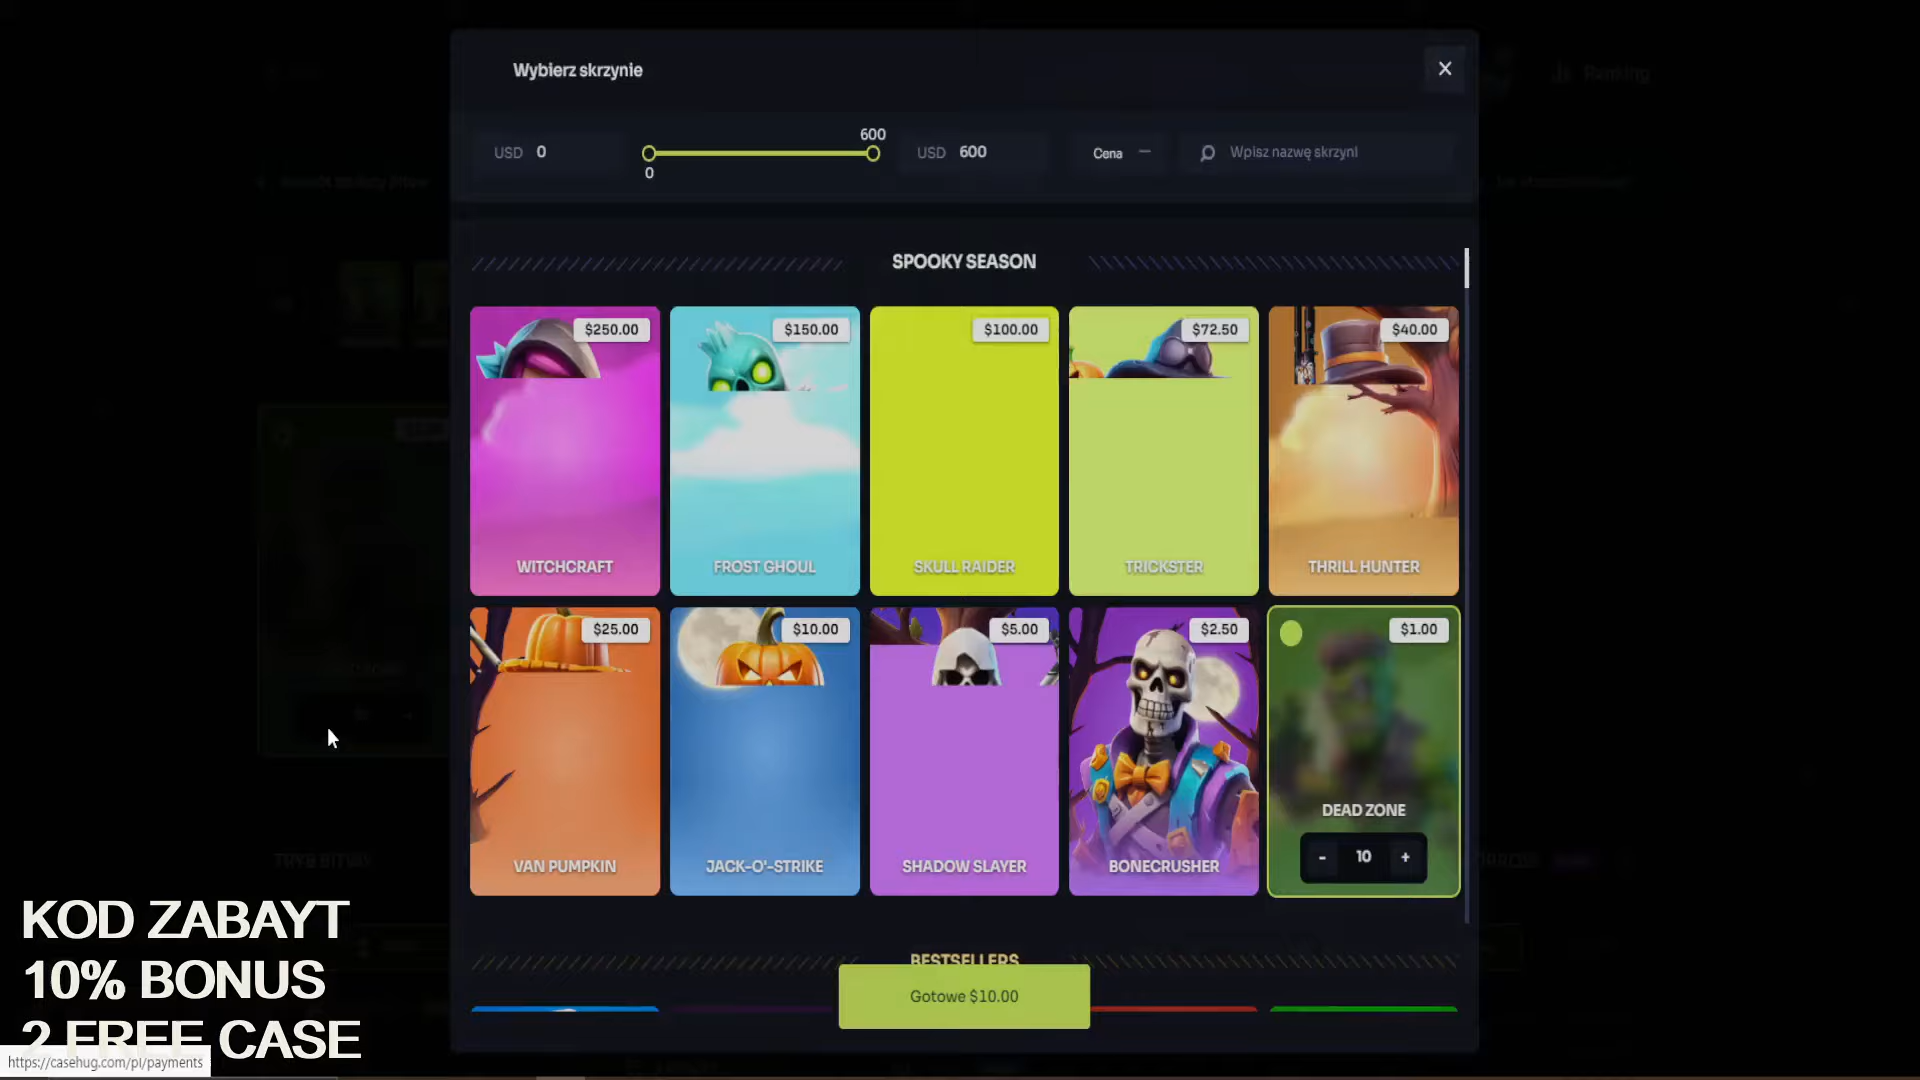 Wybierz skrzynie
X
Ranking
600
USD 0
USD 600
Cena
Wpisz nazwę skrzyni
0
SPOOKY SEASON
$250.00
$150.00
$100.00
$72.50
$40.00
WITCHCRAFT
FROST GHOUL
SKULL RAIDER
TRICKSTER
THRILL HUNTER
$25.00
$10.00
$5.00
$2.50
$1.00
VAN PUMPKIN
JACK-O'-STRIKE
SHADOW SLAYER
BONECRUSHER
DEAD ZONE
- 10 +
BESTSELLERS
Gotowe $10.00
KOD ZABAYT
10% BONUS
2 FREE CASE
https://casehug.com/pl/payments